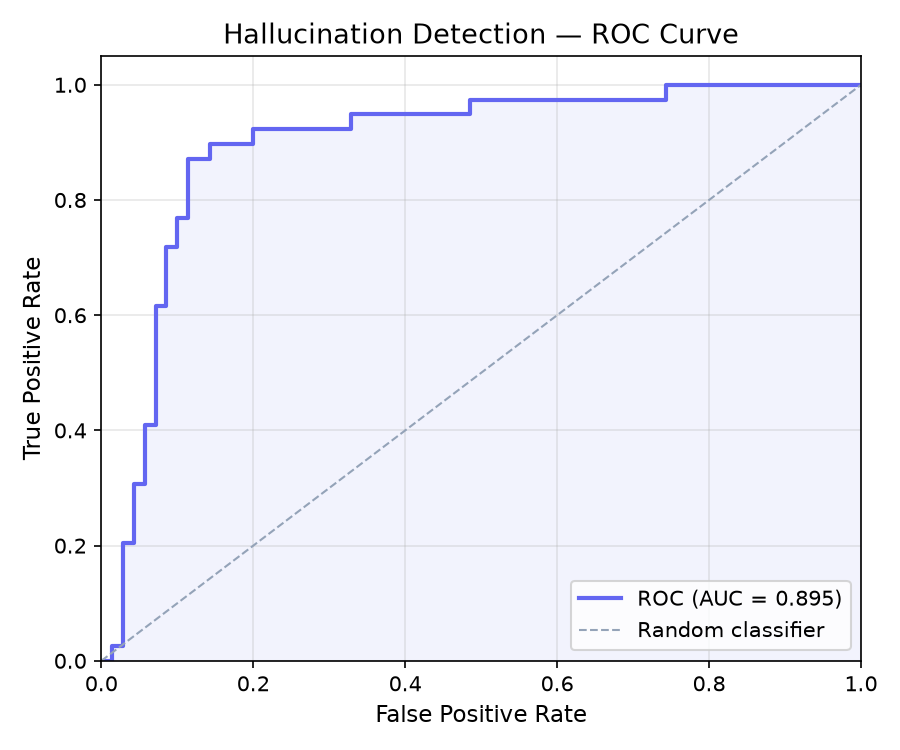 Hallucination Detection — ROC Curve
True Positive Rate
1.0
0.8
0.6
0.4
0.2
0.0
0.0 0.2 0.4 0.6 0.8 1.0
False Positive Rate
ROC (AUC = 0.895)
Random classifier